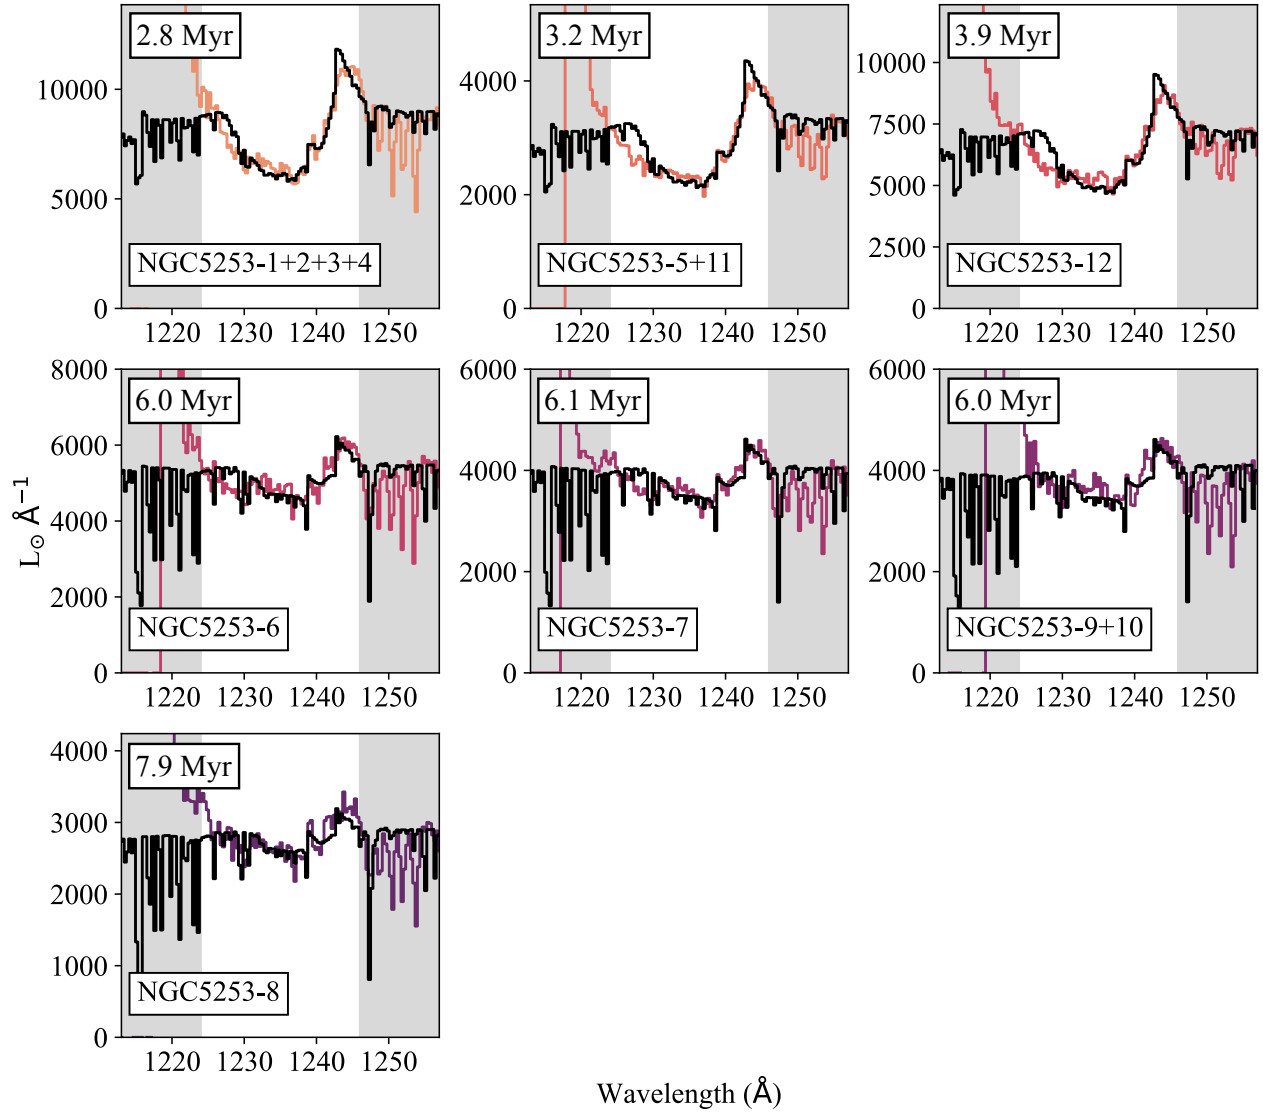 2.8 Myr
10000
5000
0
NGC5253-1+2+3+4
1220 1230 1240 1250
3.2 Myr
4000
2000
0
NGC5253-5+11
1220 1230 1240 1250
3.9 Myr
10000
7500
5000
2500
0
NGC5253-12
1220 1230 1240 1250
6.0 Myr
8000
6000
4000
2000
0
NGC5253-6
1220 1230 1240 1250
6.1 Myr
6000
4000
2000
0
NGC5253-7
1220 1230 1240 1250
6.0 Myr
6000
4000
2000
0
NGC5253-9+10
1220 1230 1240 1250
7.9 Myr
4000
3000
2000
1000
0
NGC5253-8
1220 1230 1240 1250
L☉ Å⁻¹
Wavelength (Å)